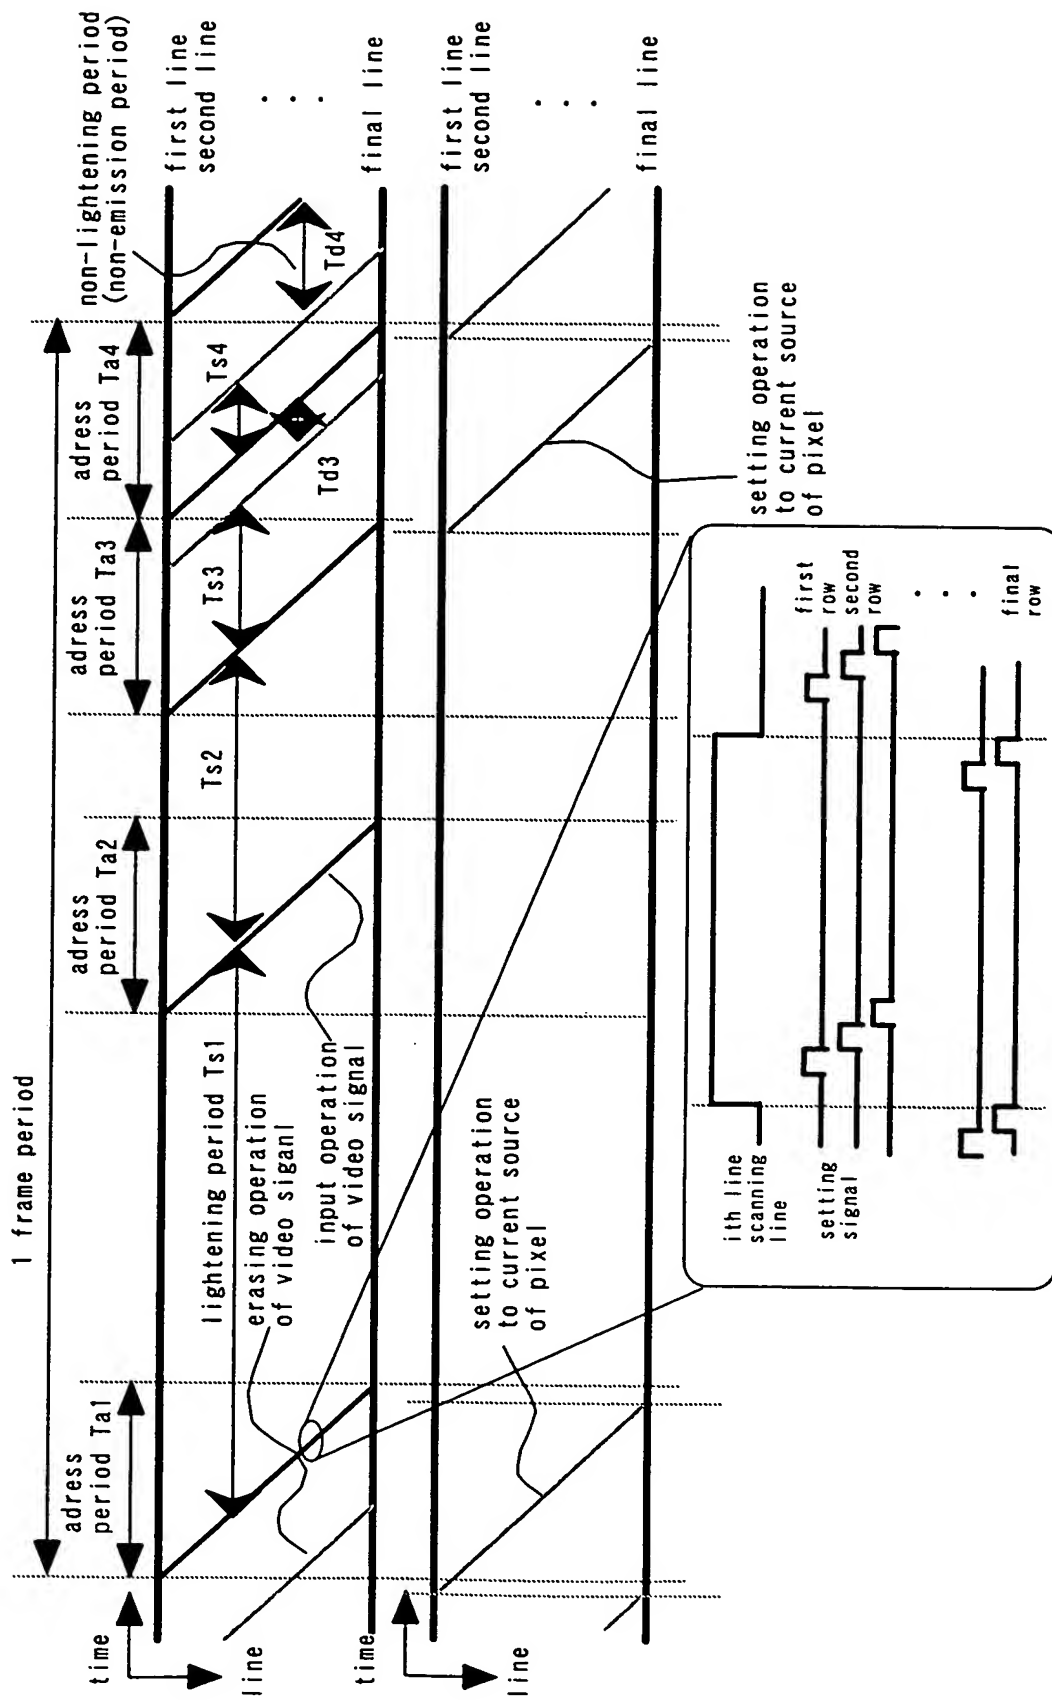 1 frame period
adress
period Ta1
adress
period Ta2
adress
period Ta3
adress
period Ta4
non-lightening period
(non-emission period)
time
line
first line
second line
. . .
final line
lightening period Ts1
Ts2
Ts3
Ts4
Td3
Td4
erasing operation
of video siganl
input operation
of video signal
time
line
first line
second line
. . .
final line
setting operation
to current source
of pixel
setting operation
to current source
of pixel
ith line
scanning
line
setting
signal
first
row
second
row
. . .
final
row